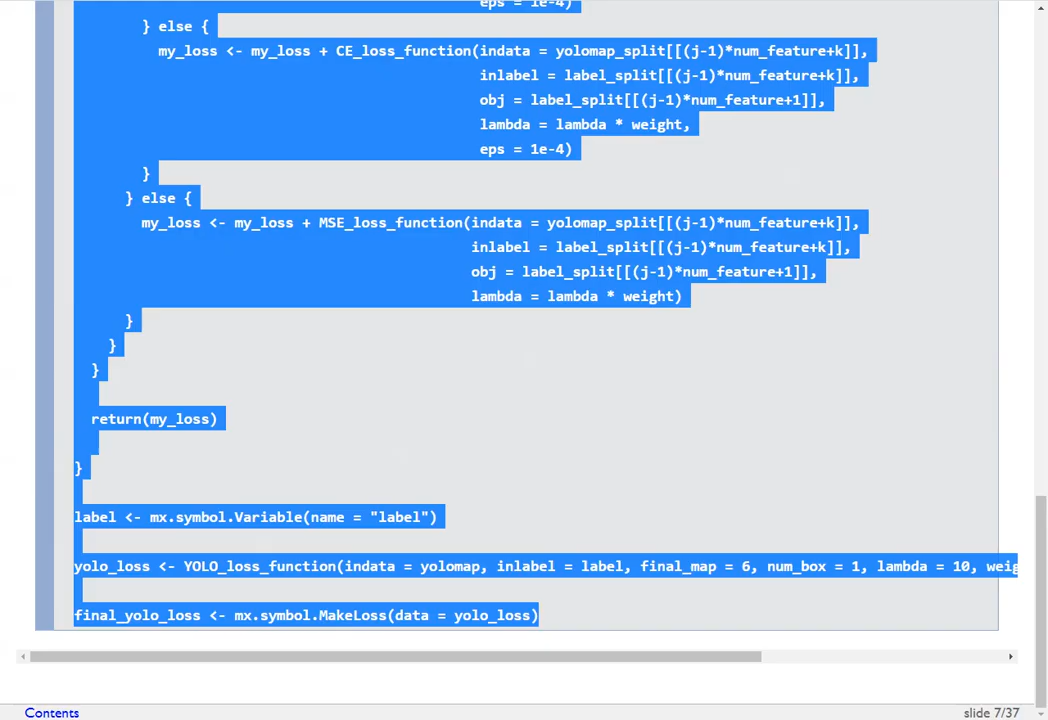 eps = 1e-4)
} else {
my_loss <- my_loss + CE_loss_function(indata = yolomap_split[[(j-1)*num_feature+k]],
inlabel = label_split[[(j-1)*num_feature+k]],
obj = label_split[[(j-1)*num_feature+1]],
lambda = lambda * weight,
eps = 1e-4)
}
} else {
my_loss <- my_loss + MSE_loss_function(indata = yolomap_split[[(j-1)*num_feature+k]],
inlabel = label_split[[(j-1)*num_feature+k]],
obj = label_split[[(j-1)*num_feature+1]],
lambda = lambda * weight)
}
}
}
return(my_loss)
}
label <- mx.symbol.Variable(name = "label")
yolo_loss <- YOLO_loss_function(indata = yolomap, inlabel = label, final_map = 6, num_box = 1, lambda = 10, weig
final_yolo_loss <- mx.symbol.MakeLoss(data = yolo_loss)
Contents
slide 7/37